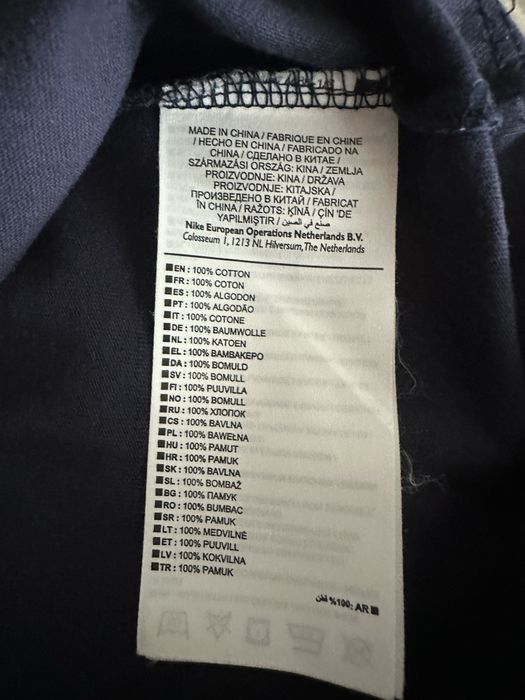 MADE IN CHINA / FABRIQUE EN CHINE
/ HECHO EN CHINA / FABRICADO NA
CHINA / СДЕЛАНО В КИТАЕ /
SZÁRMAZÁSI ORSZÁG: KINA / ZEMLJA
PROIZVODNJE: KINA / DRŽAVA
PROIZVODNJE: KITAJSKA /
ПРОИЗВЕДЕНО В КИТАЙ / FABRICAT
ÎN CHINA / RAŽOTS: ĶĪNĀ / ÇİN 'DE
YAPILMIŞTIR / صنع في الصين
Nike European Operations Netherlands B.V.
Colosseum 1, 1213 NL Hilversum, The Netherlands
EN : 100% COTTON
FR : 100% COTON
ES : 100% ALGODON
PT : 100% ALGODÃO
IT : 100% COTONE
DE : 100% BAUMWOLLE
NL : 100% KATOEN
EL : 100% ΒΑΜΒΑΚΕΡΟ
DA : 100% BOMULD
SV : 100% BOMULL
FI : 100% PUUVILLA
NO : 100% BOMULL
RU : 100% ХЛОПОК
CS : 100% BAVLNA
PL : 100% BAWEŁNA
HU : 100% PAMUT
HR : 100% PAMUK
SK : 100% BAVLNA
SL : 100% BOMBAŽ
BG : 100% ПАМУК
RO : 100% BUMBAC
SR : 100% PAMUK
LT : 100% MEDVILNĖ
ET : 100% PUUVILL
LV : 100% KOKVILNA
TR : 100% PAMUK
AR :100% قطن